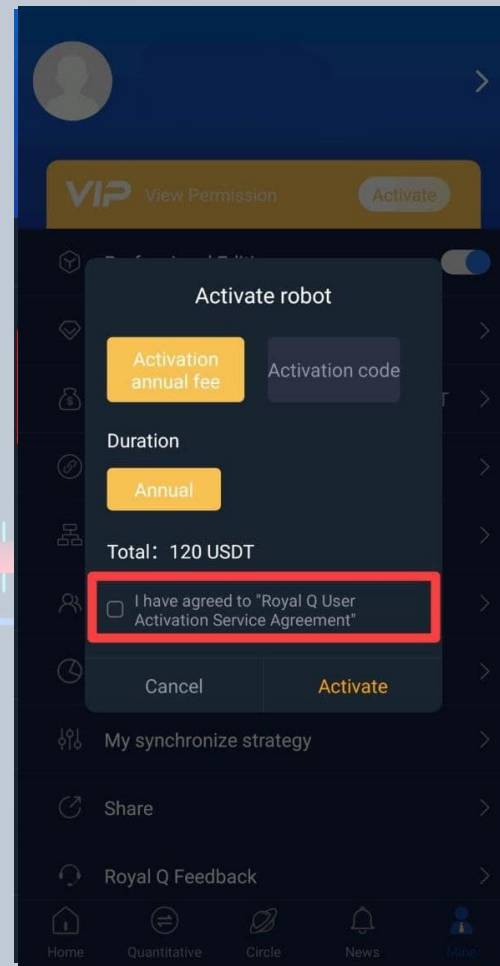 VIP View Permission Activate
Activate robot
Activation
annual fee
Activation code
Duration
Annual
Total: 120 USDT
I have agreed to "Royal Q User
Activation Service Agreement"
Cancel Activate
My synchronize strategy
Share
Royal Q Feedback
Home Quantitative Circle News Mine